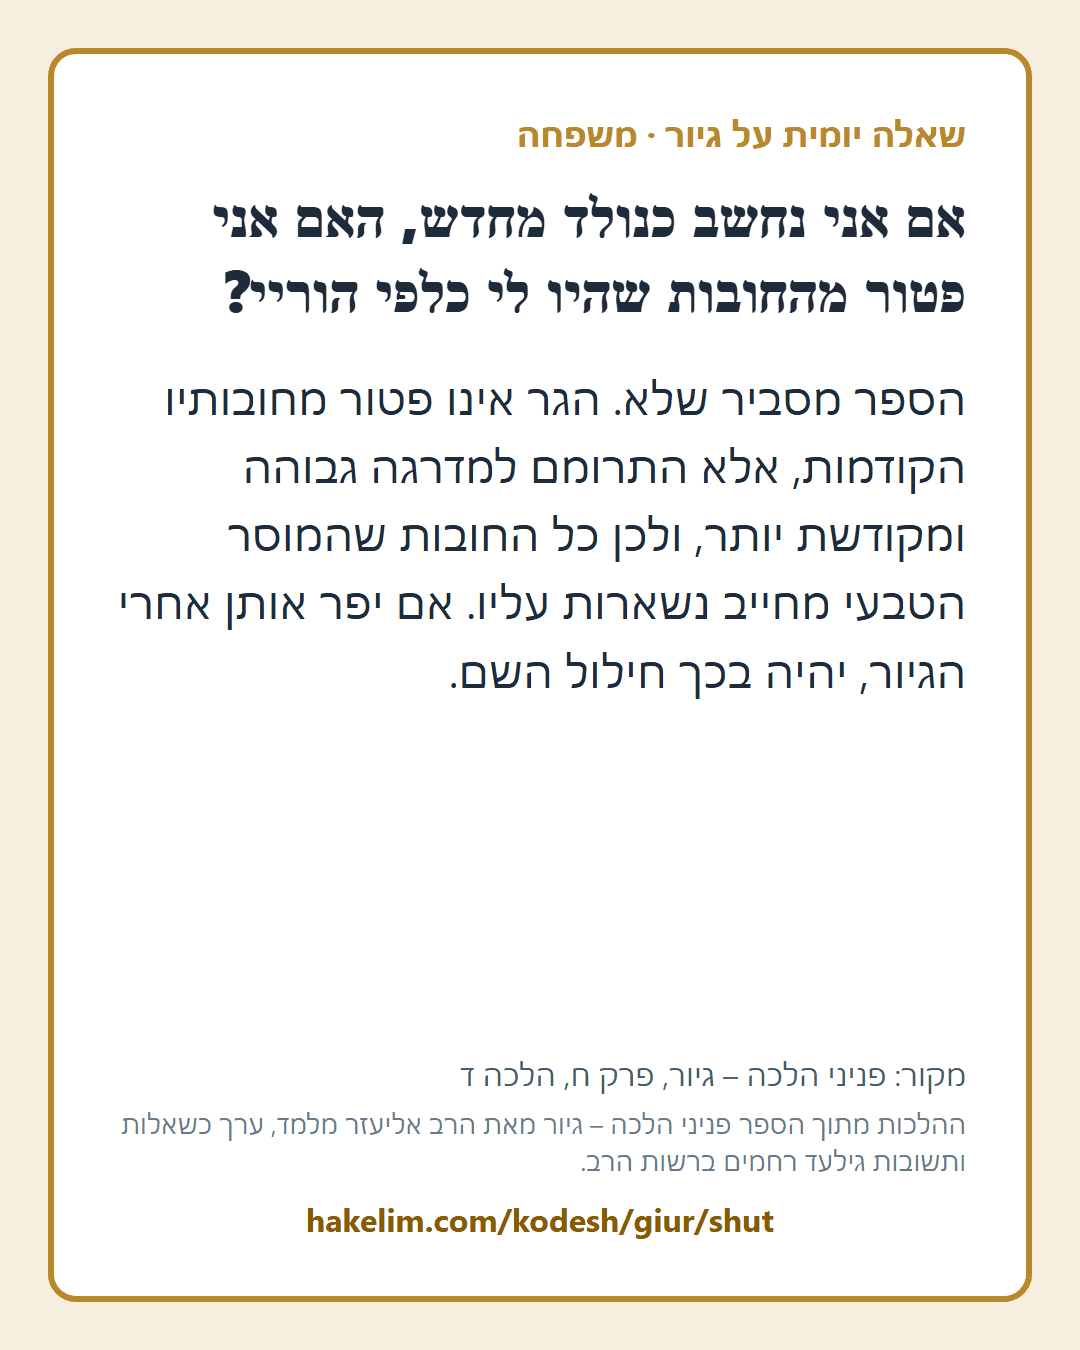 שאלה יומית על גיור · משפחה
אם אני נחשב כנולד מחדש, האם אני
פטור מהחובות שהיו לי כלפי הוריי?
הספר מסביר שלא. הגר אינו פטור מחובותיו
הקודמות, אלא התרומם למדרגה גבוהה
ומקודשת יותר, ולכן כל החובות שהמוסר
הטבעי מחייב נשארות עליו. אם יפר אותן אחרי
הגיור, יהיה בכך חילול השם.
מקור: פניני הלכה – גיור, פרק ח, הלכה ד
ההלכות מתוך הספר פניני הלכה – גיור מאת הרב אליעזר מלמד, ערך כשאלות
ותשובות גילעד רחמים ברשות הרב.
hakelim.com/kodesh/giur/shut